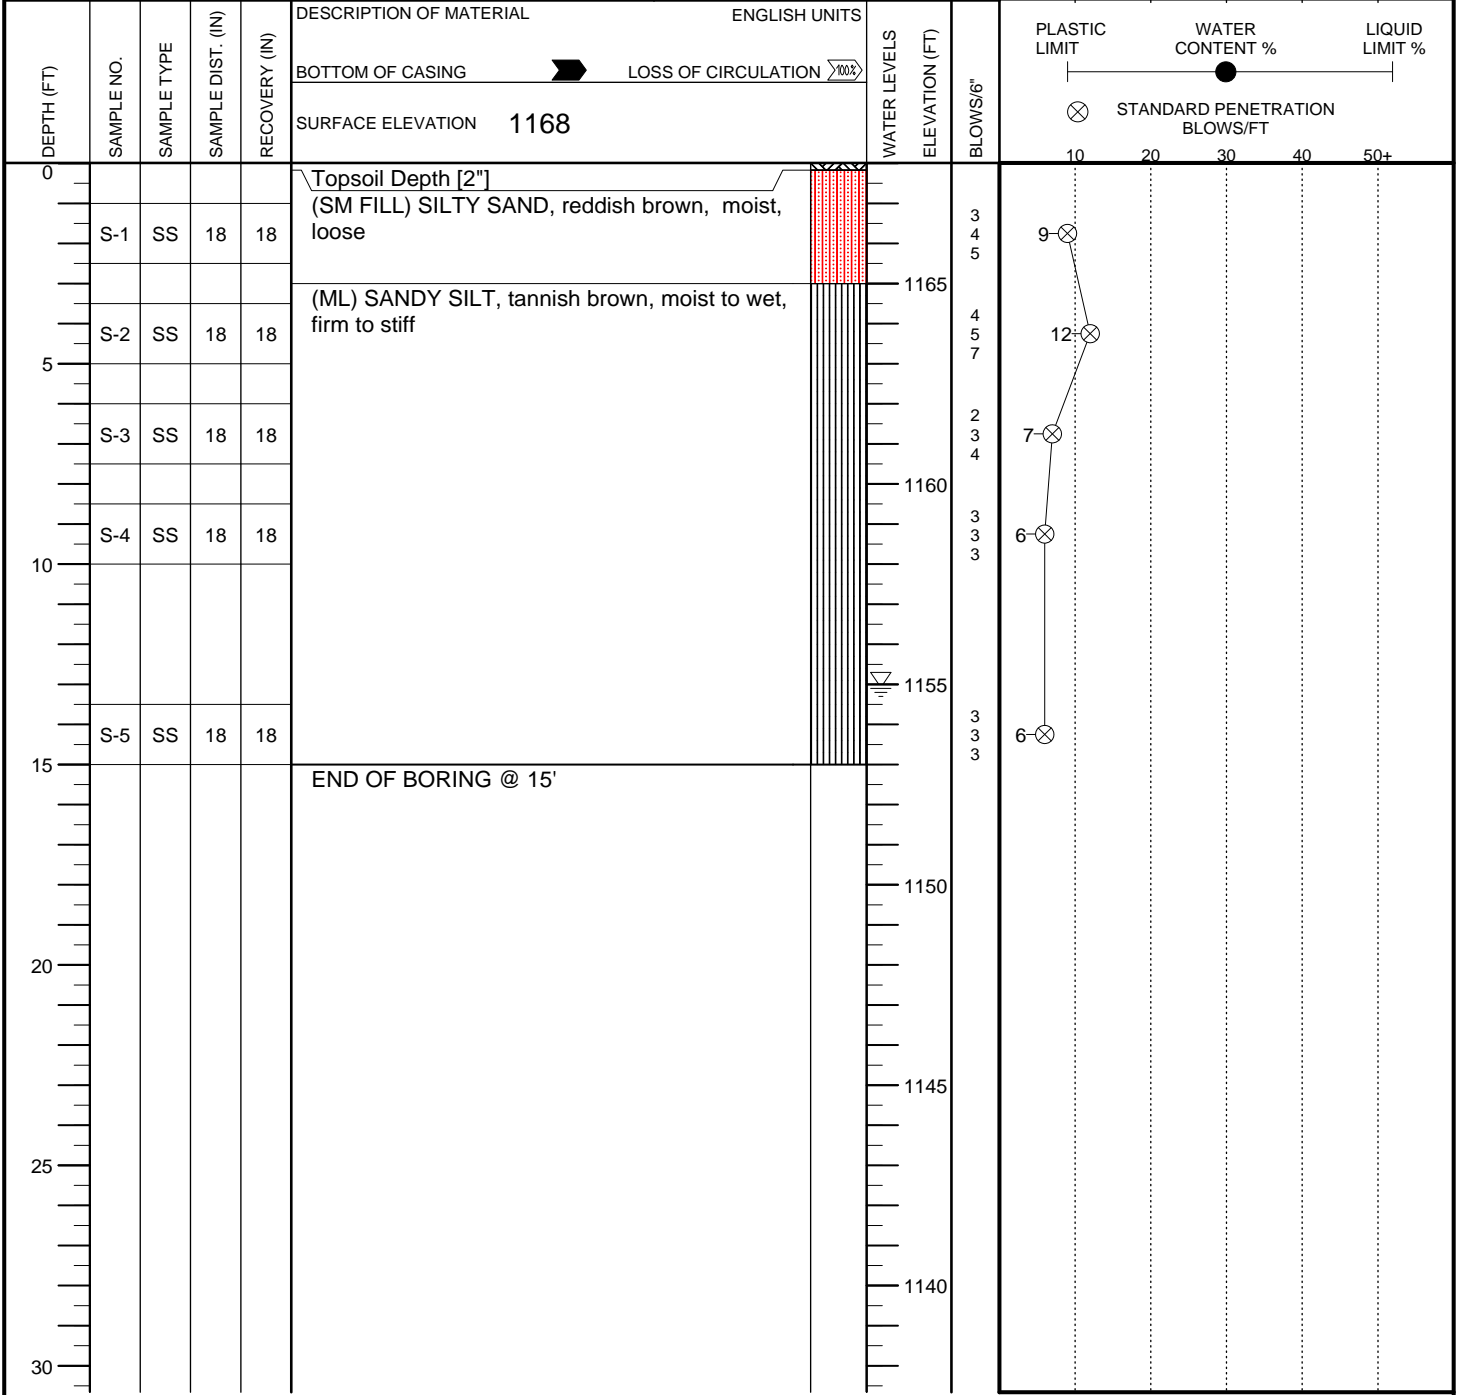 DEPTH (FT)
SAMPLE NO.
SAMPLE TYPE
SAMPLE DIST. (IN)
RECOVERY (IN)
DESCRIPTION OF MATERIAL ENGLISH UNITS
BOTTOM OF CASING LOSS OF CIRCULATION 100%
SURFACE ELEVATION 1168
WATER LEVELS
ELEVATION (FT)
BLOWS/6"
PLASTIC LIMIT
WATER CONTENT %
LIQUID LIMIT %
STANDARD PENETRATION
BLOWS/FT
10 20 30 40 50+
0
Topsoil Depth [2"]
(SM FILL) SILTY SAND, reddish brown, moist,
loose
S-1 SS 18 18
3
4
5
9
1165
(ML) SANDY SILT, tannish brown, moist to wet,
firm to stiff
S-2 SS 18 18
4
5
7
12
5
S-3 SS 18 18
2
3
4
7
1160
S-4 SS 18 18
3
3
3
6
10
1155
S-5 SS 18 18
3
3
3
6
15
END OF BORING @ 15'
1150
20
1145
25
1140
30